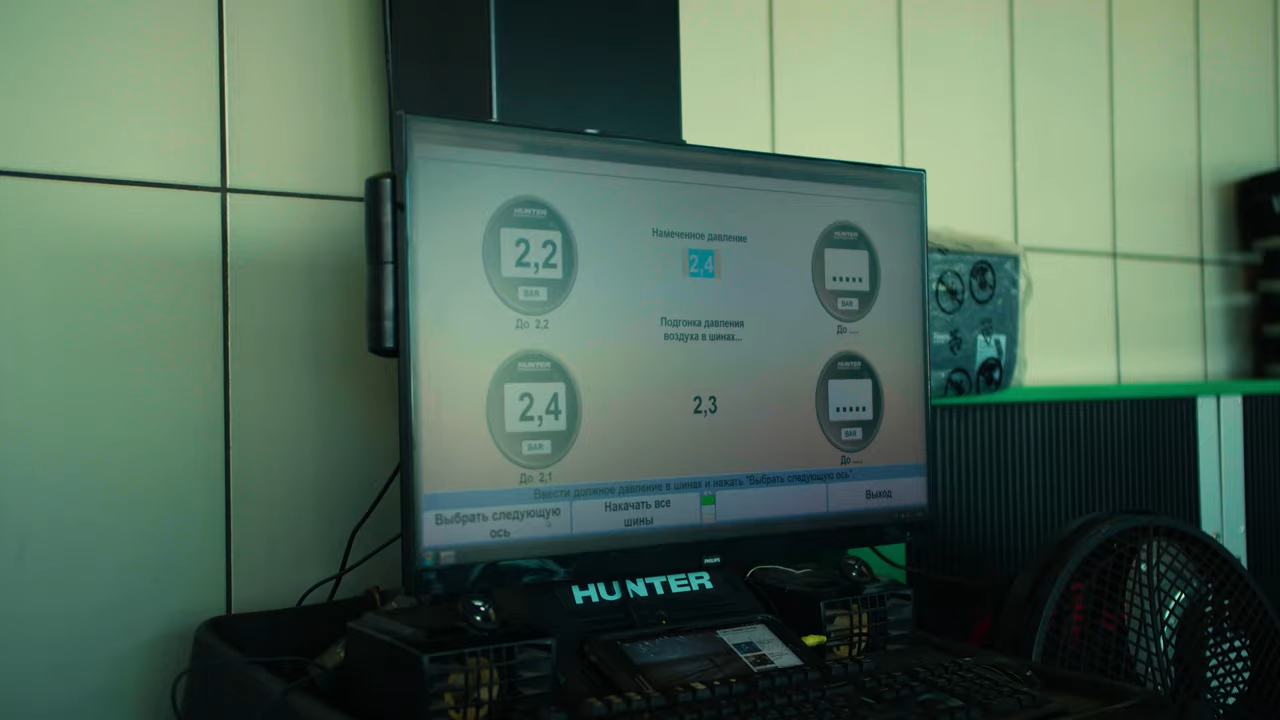 HUNTER
2,2
BAR
До 2,2
Намеченное давление
2,4
HUNTER
.....
BAR
До ....
Подгонка давления
воздуха в шинах...
HUNTER
2,4
BAR
До 2,1
2,3
HUNTER
.....
BAR
До ....
Ввести должное давление в шинах и нажать "Выбрать следующую ось".
Выбрать следующую
ось
Накачать все
шины
Выход
PHILIPS
HUNTER